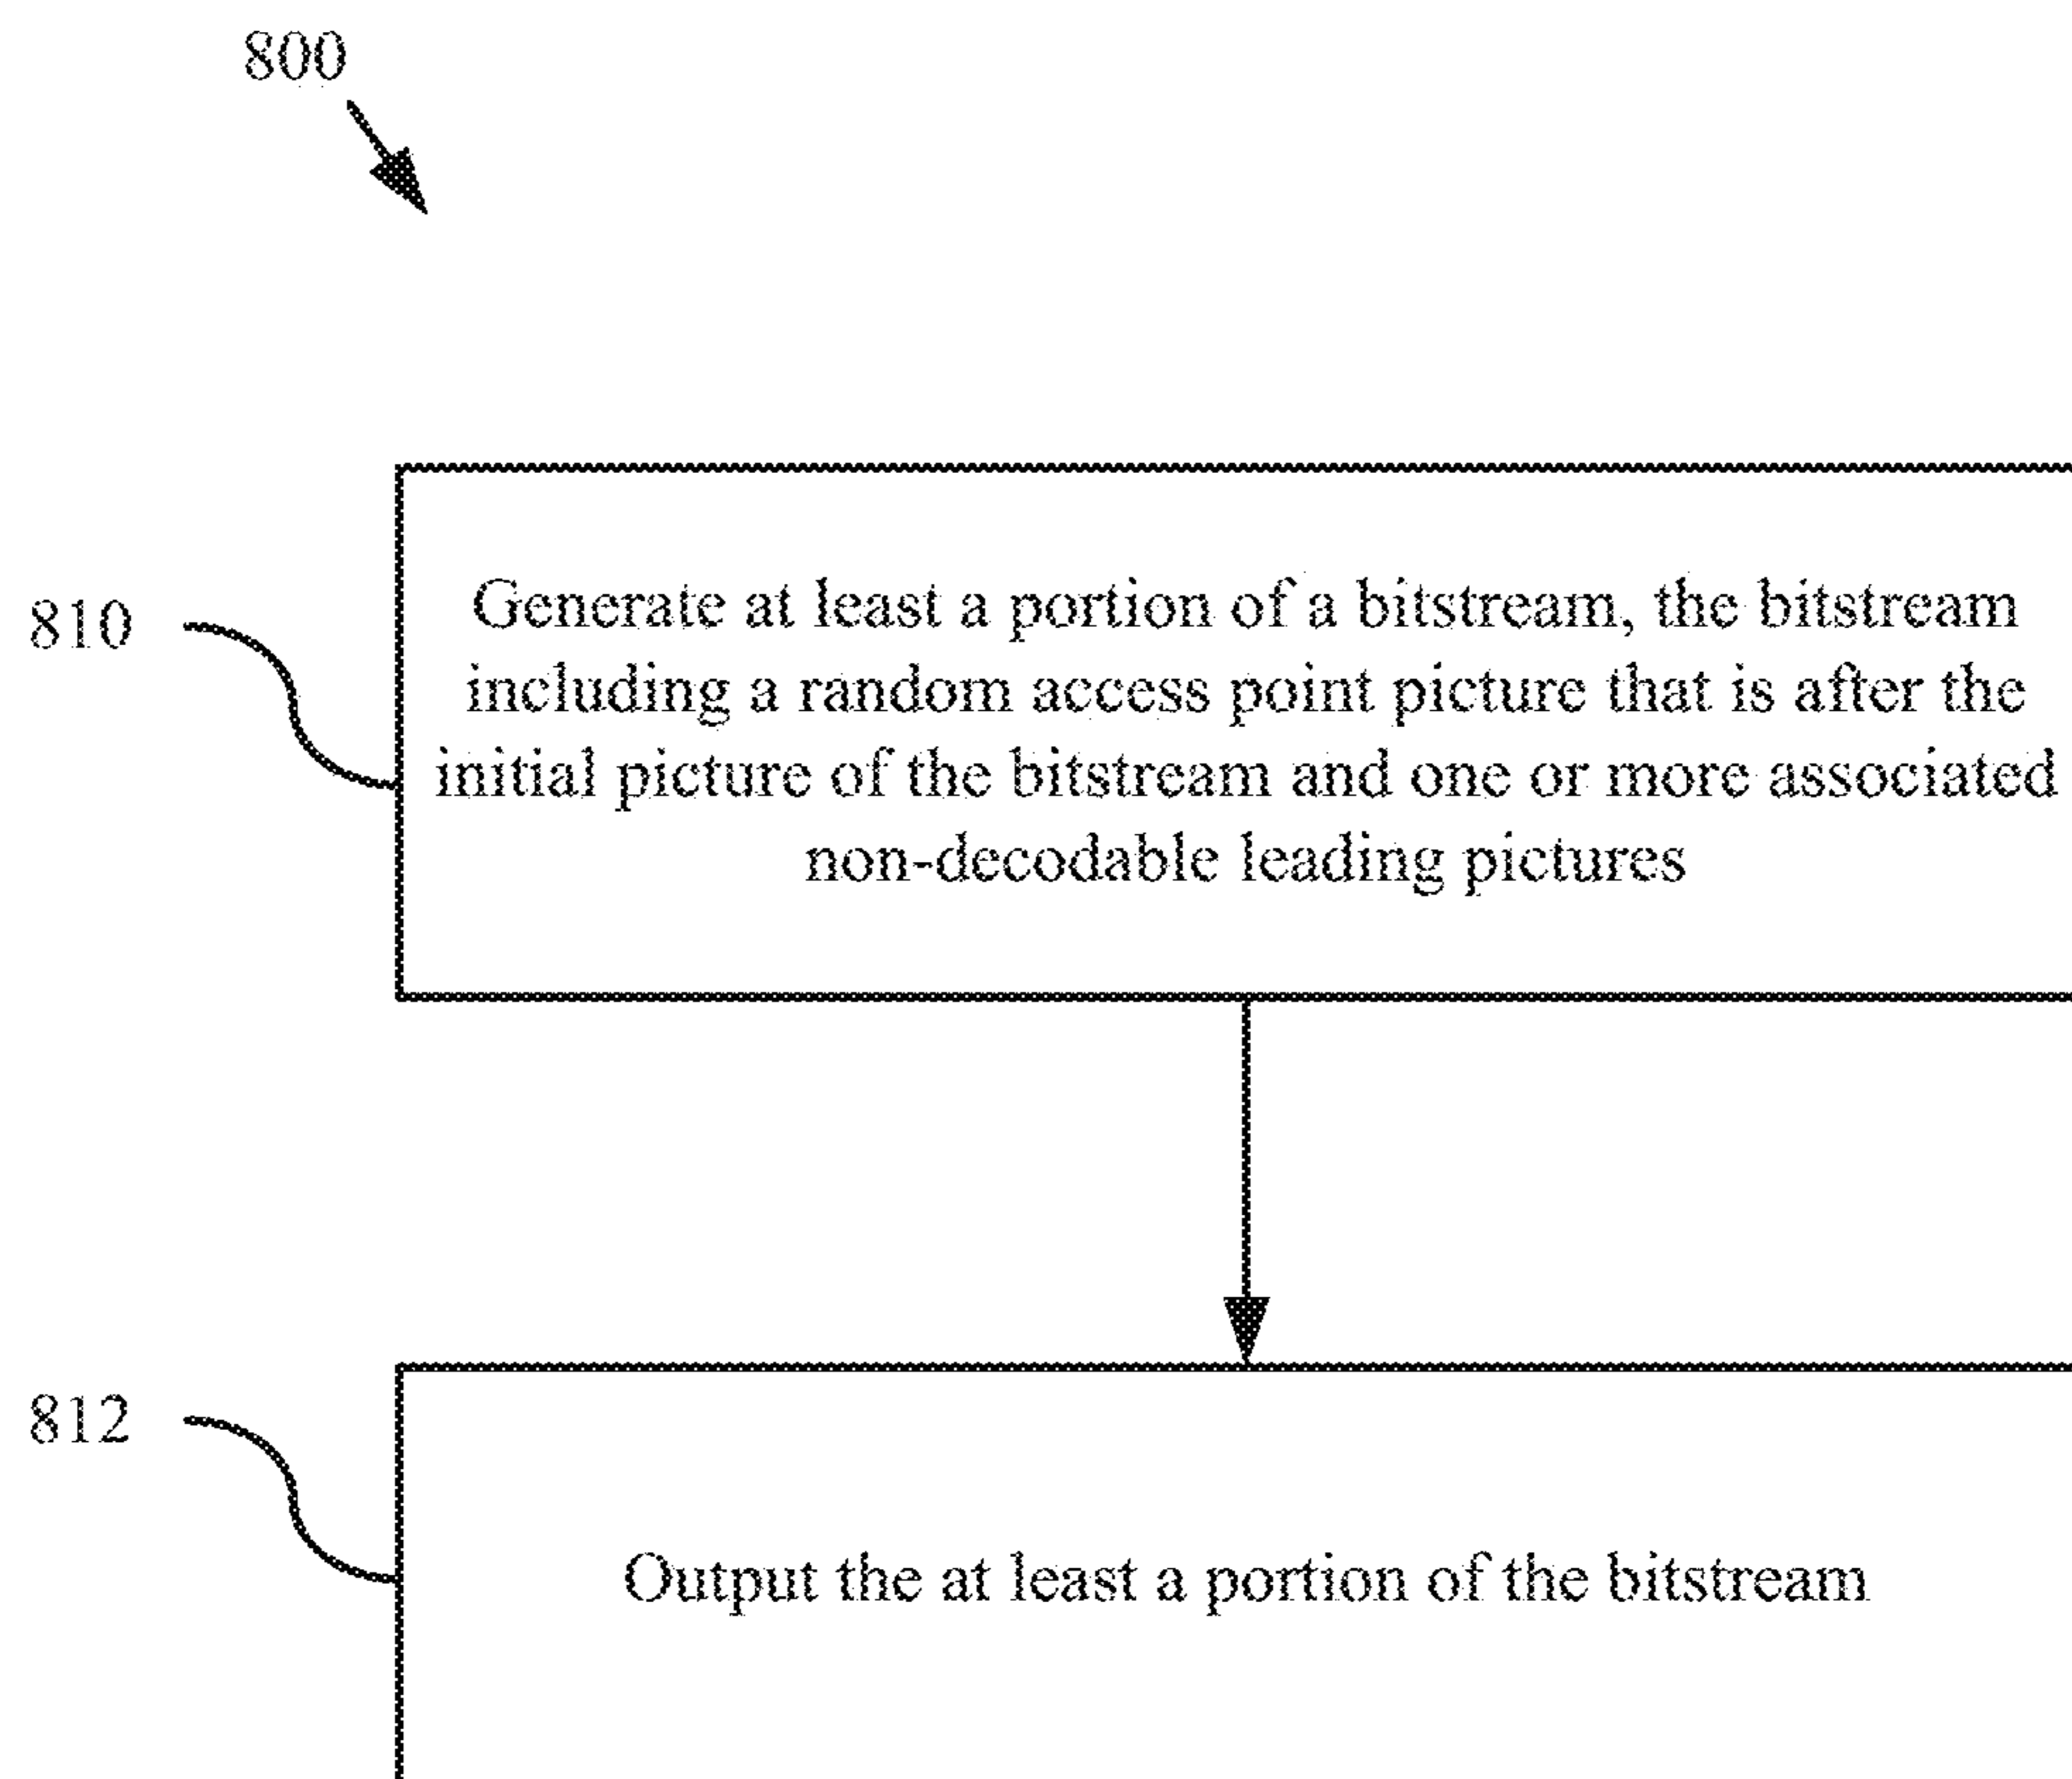 800
810
Generate at least a portion of a bitstream, the bitstream
including a random access point picture that is after the
initial picture of the bitstream and one or more associated
non-decodable leading pictures
812
Output the at least a portion of the bitstream